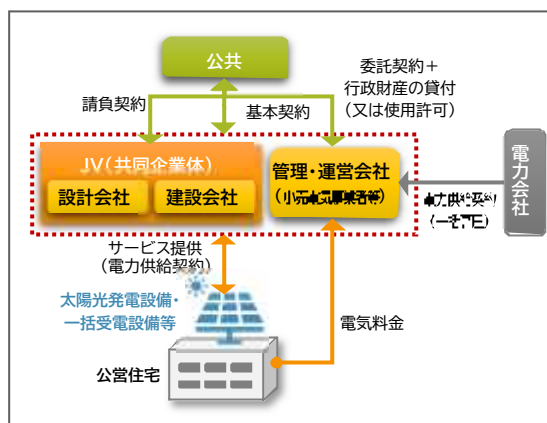 公共
請負契約
基本契約
委託契約＋
行政財産の貸付
（又は使用許可）
JV（共同企業体）
設計会社
建設会社
管理・運営会社
電力会社
サービス提供
（電力供給契約）
太陽光発電設備・
一括受電設備等
電気料金
公営住宅